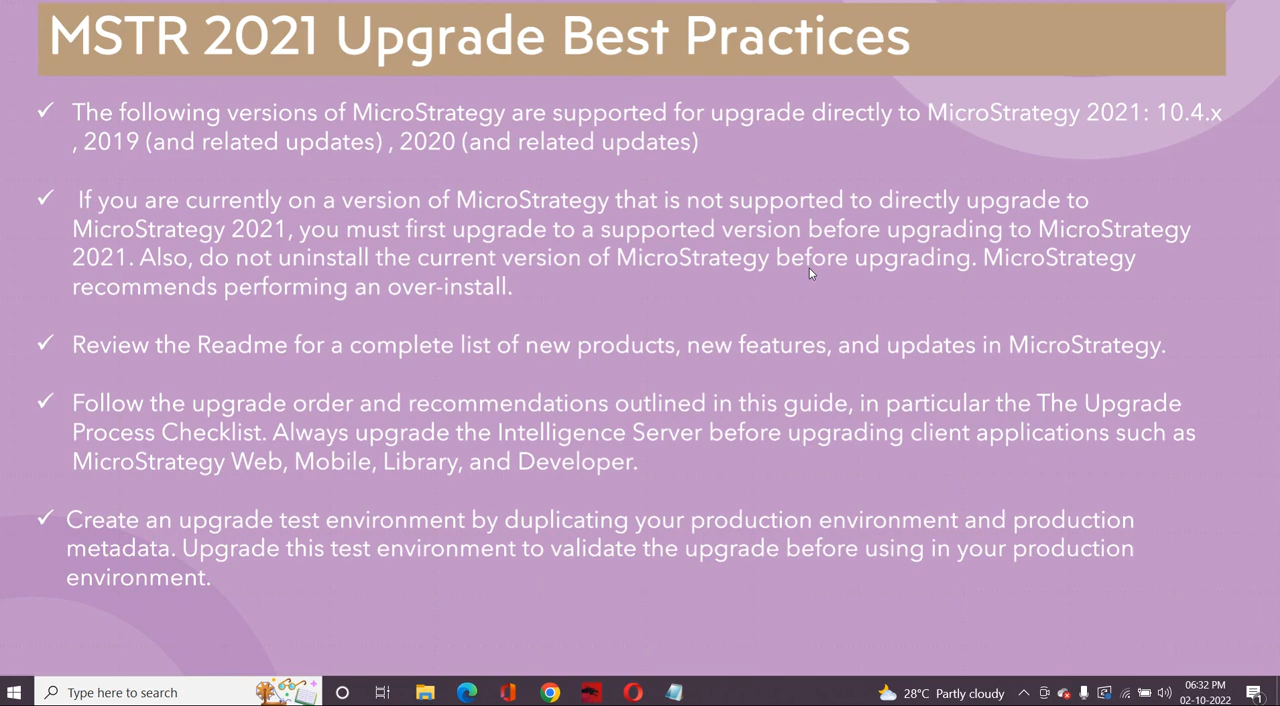 MSTR 2021 Upgrade Best Practices
The following versions of MicroStrategy are supported for upgrade directly to MicroStrategy 2021: 10.4.x
, 2019 (and related updates) , 2020 (and related updates)
If you are currently on a version of MicroStrategy that is not supported to directly upgrade to
MicroStrategy 2021, you must first upgrade to a supported version before upgrading to MicroStrategy
2021. Also, do not uninstall the current version of MicroStrategy before upgrading. MicroStrategy
recommends performing an over-install.
Review the Readme for a complete list of new products, new features, and updates in MicroStrategy.
Follow the upgrade order and recommendations outlined in this guide, in particular the The Upgrade
Process Checklist. Always upgrade the Intelligence Server before upgrading client applications such as
MicroStrategy Web, Mobile, Library, and Developer.
Create an upgrade test environment by duplicating your production environment and production
metadata. Upgrade this test environment to validate the upgrade before using in your production
environment.
Type here to search
28°C Partly cloudy
06:32 PM
02-10-2022
1